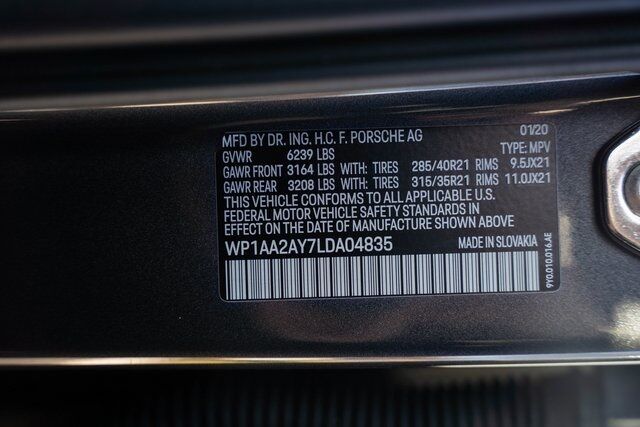 MFD BY DR. ING. H.C. F. PORSCHE AG 01/20
GVWR 6239 LBS TYPE: MPV
GAWR FRONT 3164 LBS WITH: TIRES 285/40R21 RIMS 9.5JX21
GAWR REAR 3208 LBS WITH: TIRES 315/35R21 RIMS 11.0JX21
THIS VEHICLE CONFORMS TO ALL APPLICABLE U.S.
FEDERAL MOTOR VEHICLE SAFETY STANDARDS IN
EFFECT ON THE DATE OF MANUFACTURE SHOWN ABOVE
WP1AA2AY7LDA04835 MADE IN SLOVAKIA
9Y0.010.016.AE